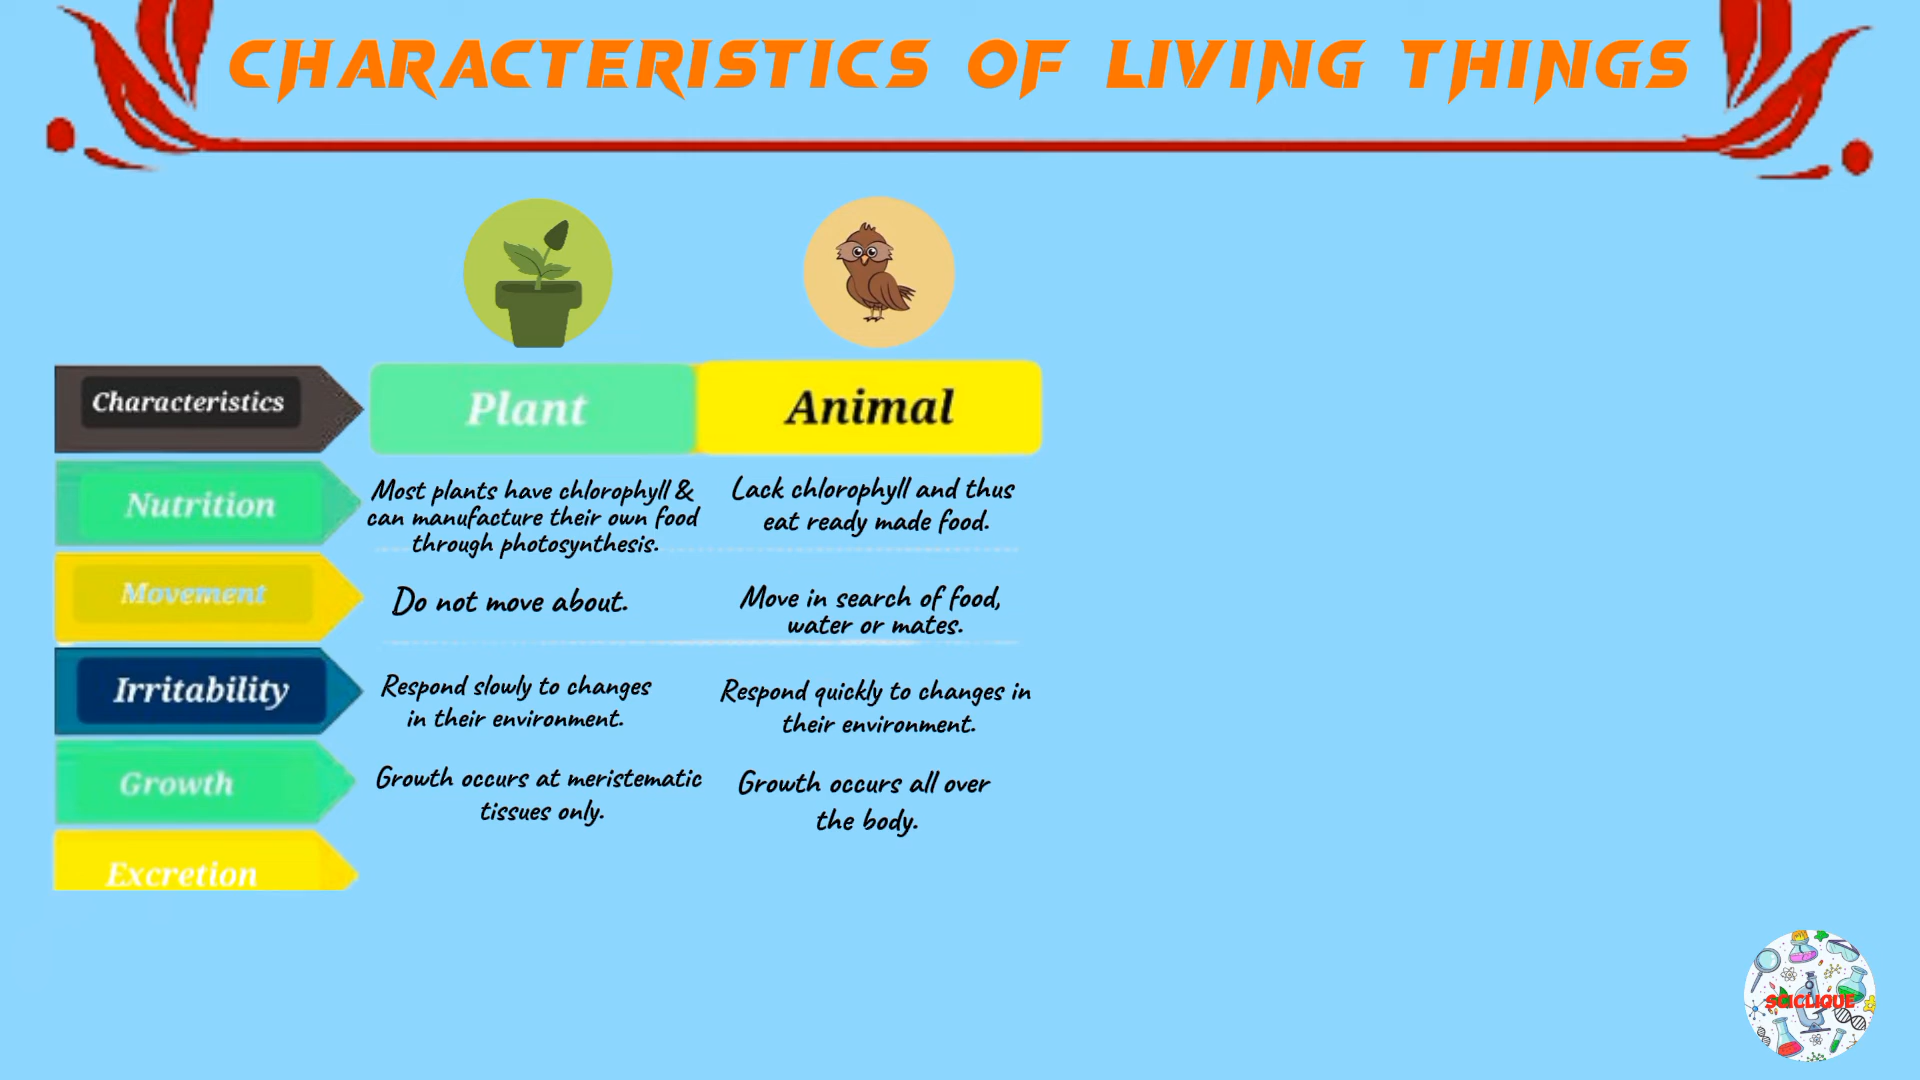 CHARACTERISTICS OF LIVING THINGS
Characteristics
Plant
Animal
Nutrition
Most plants have chlorophyll &
can manufacture their own food
through photosynthesis.
Lack chlorophyll and thus
eat ready made food.
Movement
Do not move about.
Move in search of food,
water or mates.
Irritability
Respond slowly to changes
in their environment.
Respond quickly to changes in
their environment.
Growth
Growth occurs at meristematic
tissues only.
Growth occurs all over
the body.
Excretion
SCICLIQUE